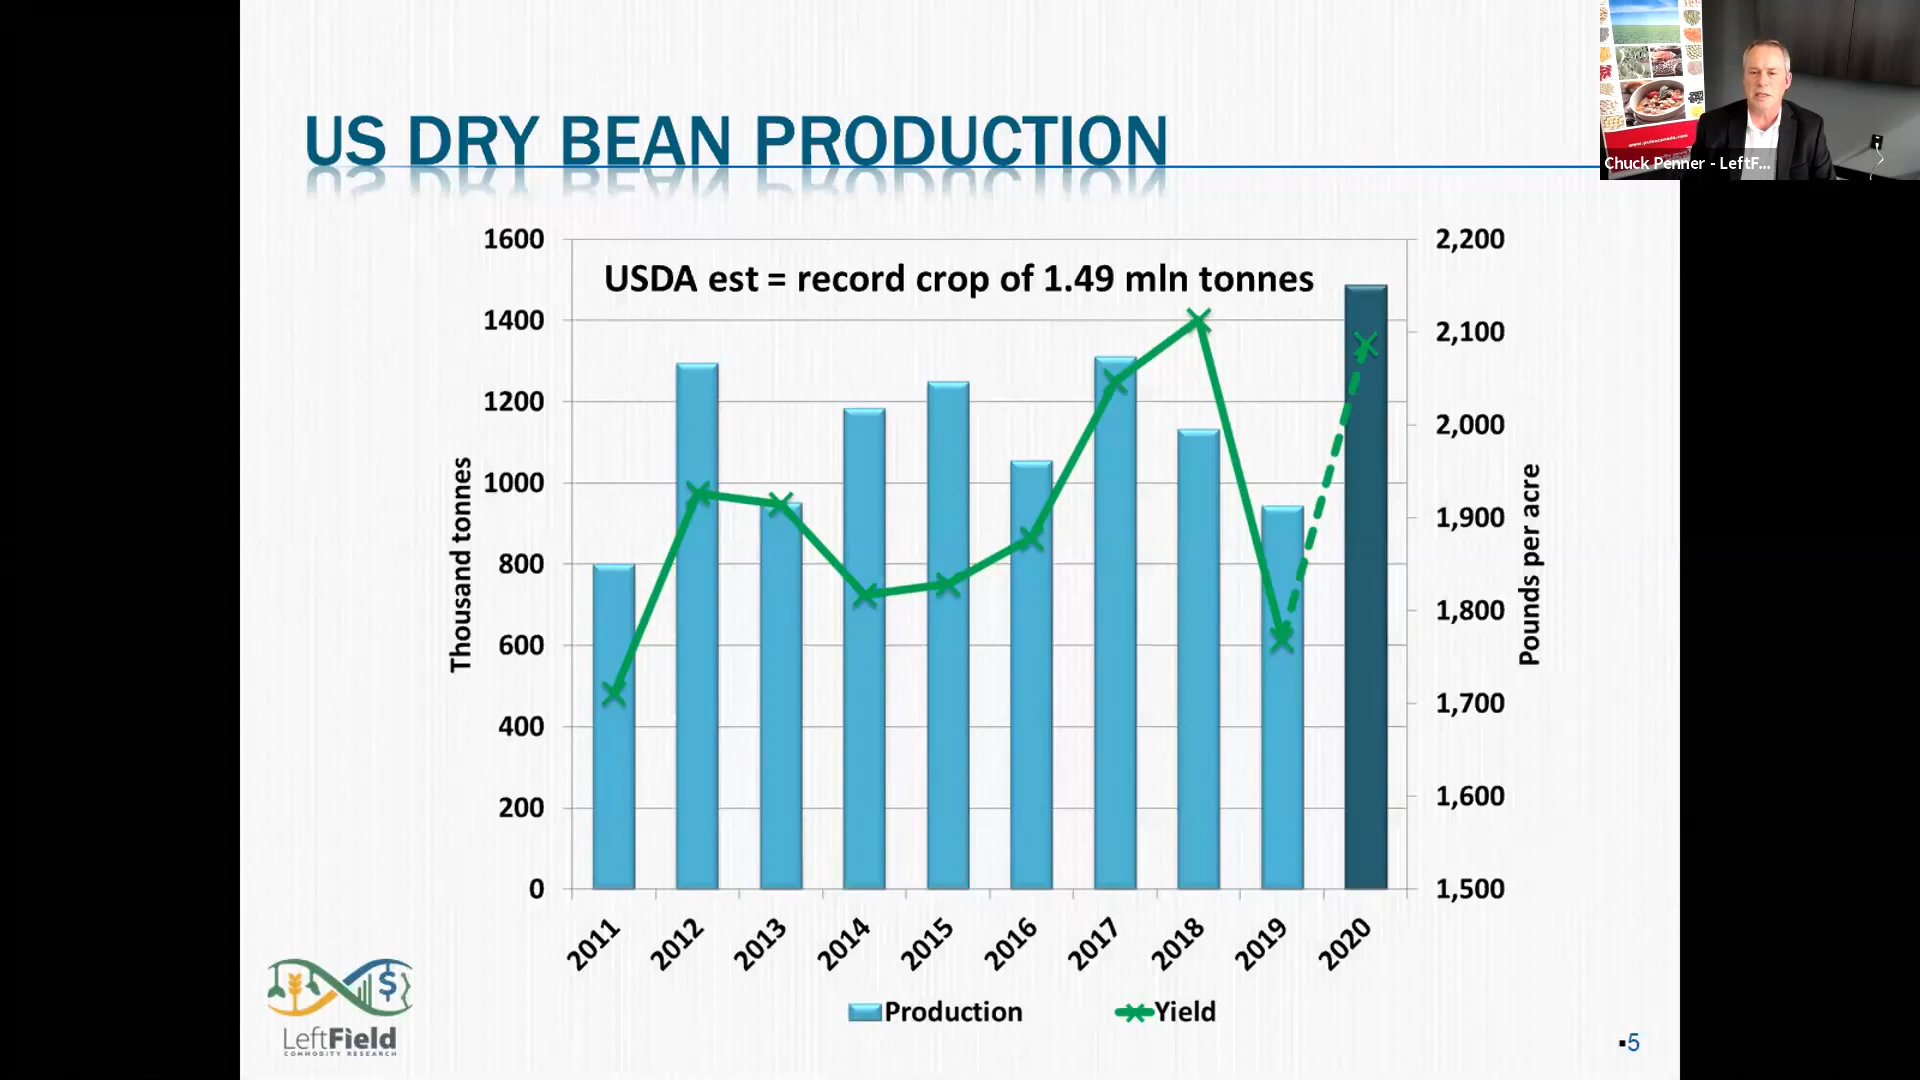 US DRY BEAN PRODUCTION
www.pulsecanada.com
Chuck Penner - LeftF...
USDA est = record crop of 1.49 mln tonnes
1600
1400
1200
1000
800
600
400
200
0
Thousand tonnes
2,200
2,100
2,000
1,900
1,800
1,700
1,600
1,500
Pounds per acre
2011
2012
2013
2014
2015
2016
2017
2018
2019
2020
Production
Yield
LeftField
COMMODITY RESEARCH
▪5